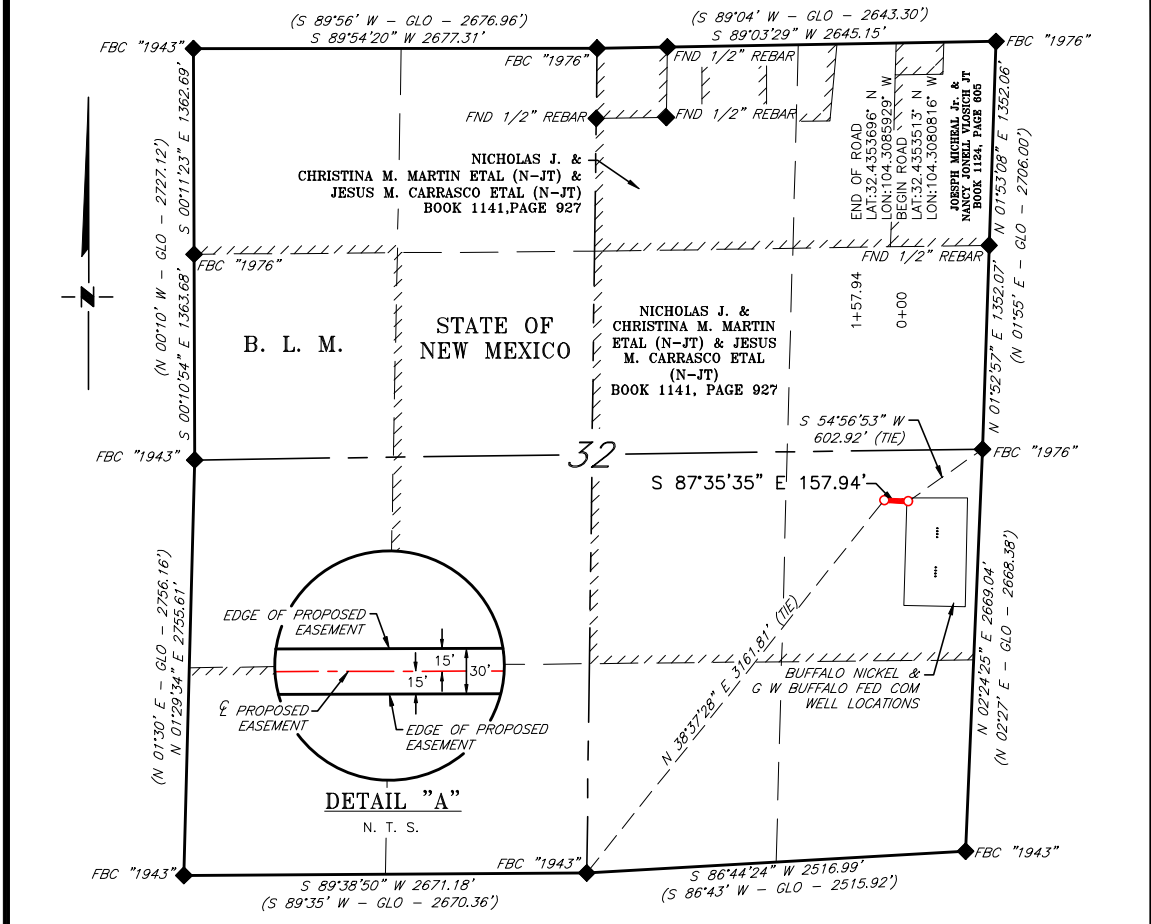 (S 89°56' W - GLO - 2676.96')
S 89°54'20" W 2677.31'
(S 89°04' W - GLO - 2643.30')
S 89°03'29" W 2645.15'
FBC "1943"
FBC "1976"
FND 1/2" REBAR
FBC "1976"
FND 1/2" REBAR
FND 1/2" REBAR
S 00°11'23" E 1362.69'
(N 00°10' W - GLO - 2727.12')
S 00°10'54" E 1363.68'
NICHOLAS J. &
CHRISTINA M. MARTIN ETAL (N-JT) &
JESUS M. CARRASCO ETAL (N-JT)
BOOK 1141,PAGE 927
END OF ROAD
LAT:32.4353696° N
LON:104.3085929° W
BEGIN ROAD
LAT:32.4353513° N
LON:104.3080816° W
JOESPH MICHEAL Jr. &
NANCY JONELL VLOSICH JT
BOOK 1124, PAGE 605
N 01°53'08" E 1352.06'
(N 01°55' E - GLO - 2706.00')
N 01°52'57" E 1352.07'
FBC "1976"
FND 1/2" REBAR
N
1+57.94
0+00
B. L. M.
STATE OF
NEW MEXICO
NICHOLAS J. &
CHRISTINA M. MARTIN
ETAL (N-JT) & JESUS
M. CARRASCO ETAL
(N-JT)
BOOK 1141, PAGE 927
S 54°56'53" W
602.92' (TIE)
FBC "1943"
32
FBC "1976"
S 87°35'35" E 157.94'
(N 01°30' E - GLO - 2756.16')
N 01°29'34" E 2755.61'
N 02°24'25" E 2669.04'
(N 02°27' E - GLO - 2668.38')
N 38°37'28" E 3161.81' (TIE)
EDGE OF PROPOSED
EASEMENT
15'
30'
15'
℄ PROPOSED
EASEMENT
EDGE OF PROPOSED
EASEMENT
BUFFALO NICKEL &
G W BUFFALO FED COM
WELL LOCATIONS
DETAIL "A"
N. T. S.
FBC "1943"
FBC "1943"
FBC "1943"
S 89°38'50" W 2671.18'
(S 89°35' W - GLO - 2670.36')
S 86°44'24" W 2516.99'
(S 86°43' W - GLO - 2515.92')